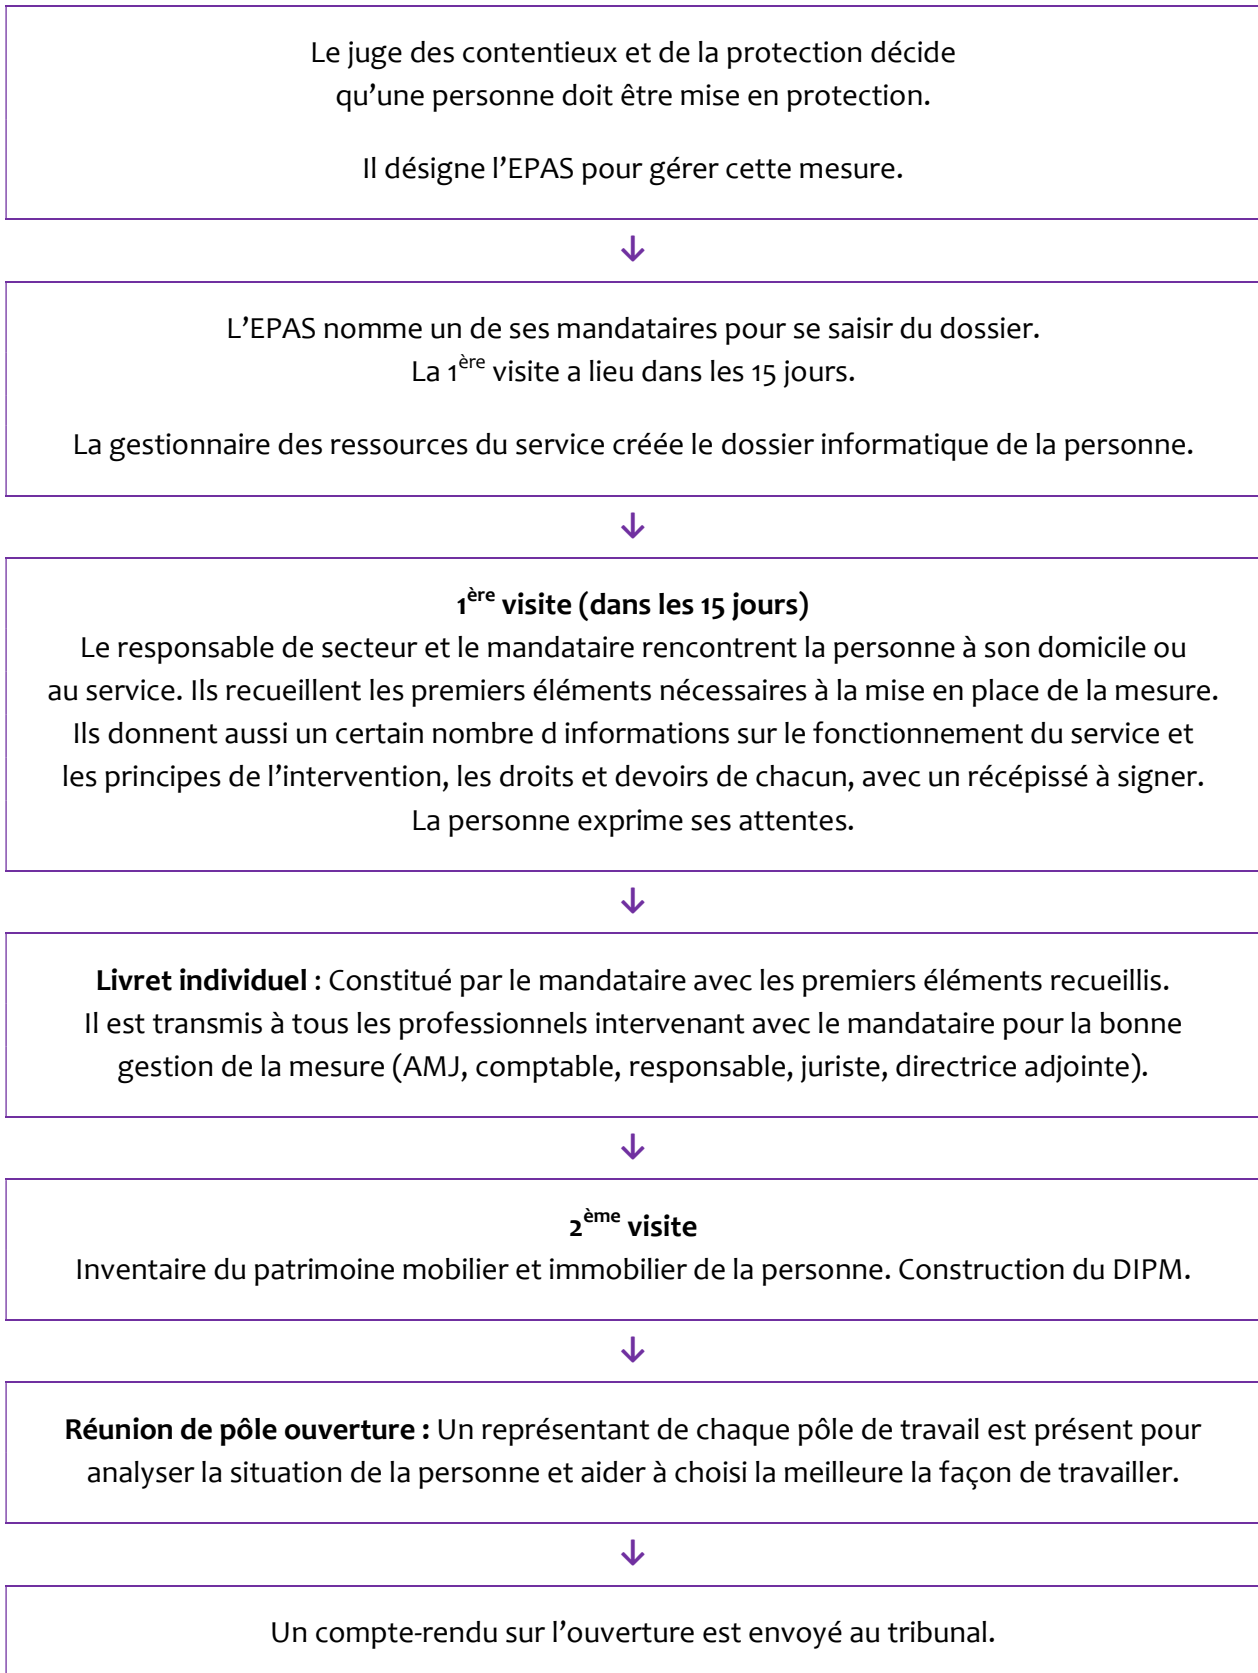 Le juge des contentieux et de la protection décide
qu’une personne doit être mise en protection.
Il désigne l’EPAS pour gérer cette mesure.
↓
L’EPAS nomme un de ses mandataires pour se saisir du dossier.
La 1ère visite a lieu dans les 15 jours.
La gestionnaire des ressources du service créée le dossier informatique de la personne.
↓
1ère visite (dans les 15 jours)
Le responsable de secteur et le mandataire rencontrent la personne à son domicile ou
au service. Ils recueillent les premiers éléments nécessaires à la mise en place de la mesure.
Ils donnent aussi un certain nombre d informations sur le fonctionnement du service et
les principes de l’intervention, les droits et devoirs de chacun, avec un récépissé à signer.
La personne exprime ses attentes.
↓
Livret individuel : Constitué par le mandataire avec les premiers éléments recueillis.
Il est transmis à tous les professionnels intervenant avec le mandataire pour la bonne
gestion de la mesure (AMJ, comptable, responsable, juriste, directrice adjointe).
↓
2ème visite
Inventaire du patrimoine mobilier et immobilier de la personne. Construction du DIPM.
↓
Réunion de pôle ouverture : Un représentant de chaque pôle de travail est présent pour
analyser la situation de la personne et aider à choisi la meilleure la façon de travailler.
↓
Un compte-rendu sur l’ouverture est envoyé au tribunal.